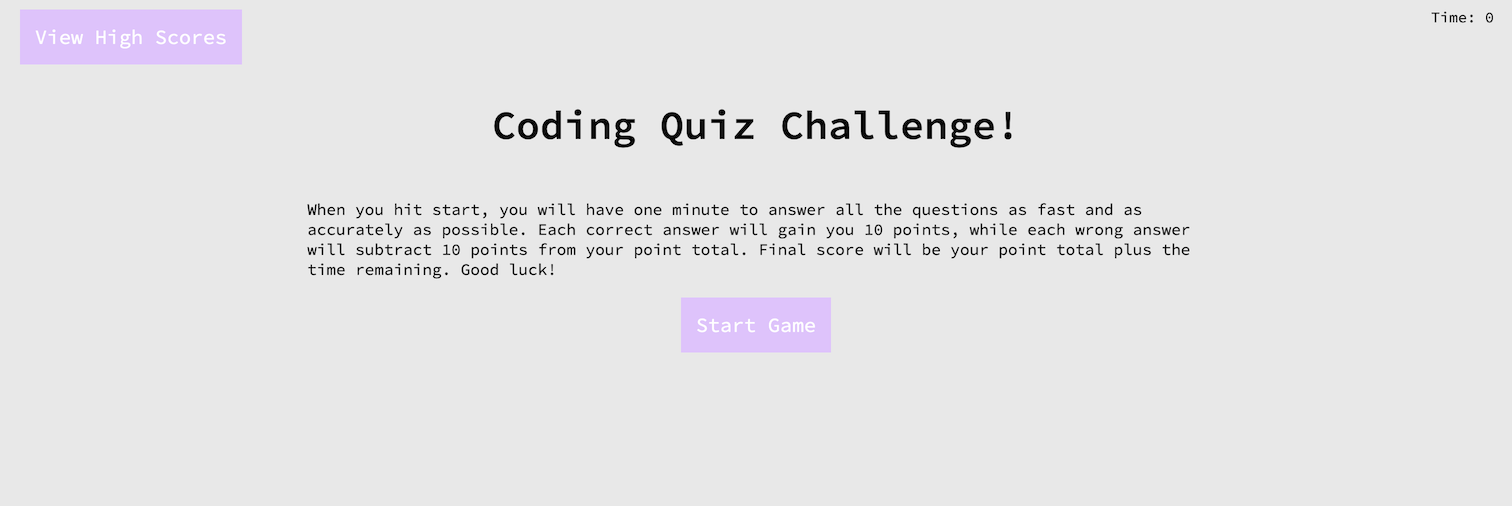 View High Scores
Time: 0
Coding Quiz Challenge!
When you hit start, you will have one minute to answer all the questions as fast and as
accurately as possible. Each correct answer will gain you 10 points, while each wrong answer
will subtract 10 points from your point total. Final score will be your point total plus the
time remaining. Good luck!
Start Game